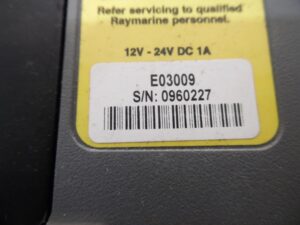 Refer servicing to qualified
Raymarine personnel.
12V - 24V DC 1A
E03009
S/N: 0960227